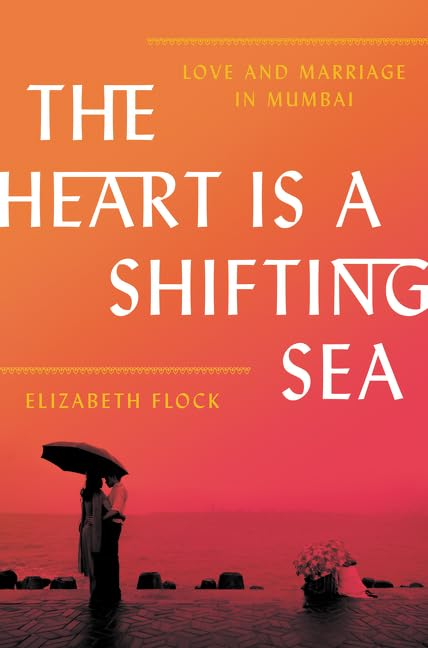 LOVE AND MARRIAGE
IN MUMBAI
THE
HEART IS A
SHIFTING
SEA
ELIZABETH FLOCK